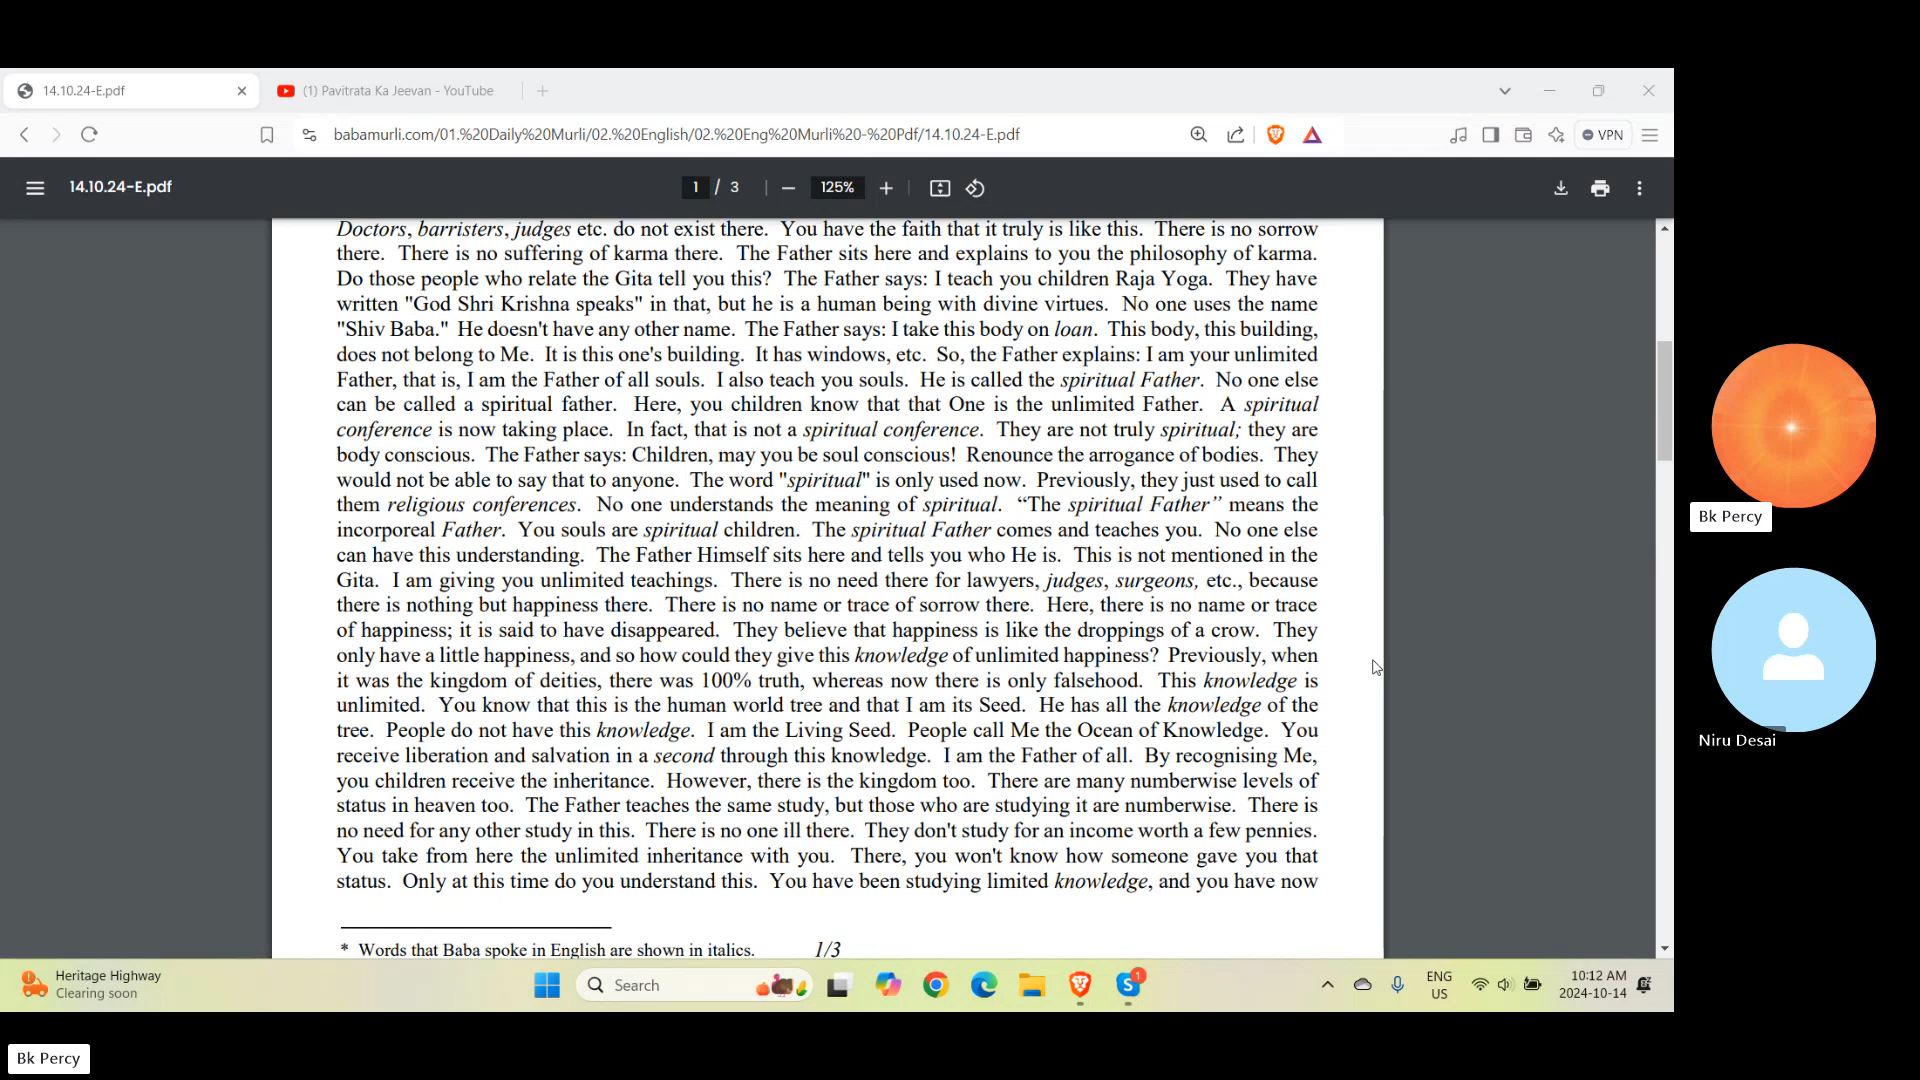 14.10.24-E.pdf
(1) Pavitrata Ka Jeevan - YouTube
babamurli.com/01.%20Daily%20Murli/02.%20English/02.%20Eng%20Murli%20-%20Pdf/14.10.24-E.pdf
VPN
14.10.24-E.pdf
1 / 3
125%
Doctors, barristers, judges etc. do not exist there. You have the faith that it truly is like this. There is no sorrow
there. There is no suffering of karma there. The Father sits here and explains to you the philosophy of karma.
Do those people who relate the Gita tell you this? The Father says: I teach you children Raja Yoga. They have
written "God Shri Krishna speaks" in that, but he is a human being with divine virtues. No one uses the name
"Shiv Baba." He doesn't have any other name. The Father says: I take this body on loan. This body, this building,
does not belong to Me. It is this one's building. It has windows, etc. So, the Father explains: I am your unlimited
Father, that is, I am the Father of all souls. I also teach you souls. He is called the spiritual Father. No one else
can be called a spiritual father. Here, you children know that that One is the unlimited Father. A spiritual
conference is now taking place. In fact, that is not a spiritual conference. They are not truly spiritual; they are
body conscious. The Father says: Children, may you be soul conscious! Renounce the arrogance of bodies. They
would not be able to say that to anyone. The word "spiritual" is only used now. Previously, they just used to call
them religious conferences. No one understands the meaning of spiritual. “The spiritual Father” means the
incorporeal Father. You souls are spiritual children. The spiritual Father comes and teaches you. No one else
can have this understanding. The Father Himself sits here and tells you who He is. This is not mentioned in the
Gita. I am giving you unlimited teachings. There is no need there for lawyers, judges, surgeons, etc., because
there is nothing but happiness there. There is no name or trace of sorrow there. Here, there is no name or trace
of happiness; it is said to have disappeared. They believe that happiness is like the droppings of a crow. They
only have a little happiness, and so how could they give this knowledge of unlimited happiness? Previously, when
it was the kingdom of deities, there was 100% truth, whereas now there is only falsehood. This knowledge is
unlimited. You know that this is the human world tree and that I am its Seed. He has all the knowledge of the
tree. People do not have this knowledge. I am the Living Seed. People call Me the Ocean of Knowledge. You
receive liberation and salvation in a second through this knowledge. I am the Father of all. By recognising Me,
you children receive the inheritance. However, there is the kingdom too. There are many numberwise levels of
status in heaven too. The Father teaches the same study, but those who are studying it are numberwise. There is
no need for any other study in this. There is no one ill there. They don't study for an income worth a few pennies.
You take from here the unlimited inheritance with you. There, you won't know how someone gave you that
status. Only at this time do you understand this. You have been studying limited knowledge, and you have now
* Words that Baba spoke in English are shown in italics. 1/3
Bk Percy
Niru Desai
Heritage Highway
Clearing soon
Search
S
1
ENG
US
10:12 AM
2024-10-14
Bk Percy